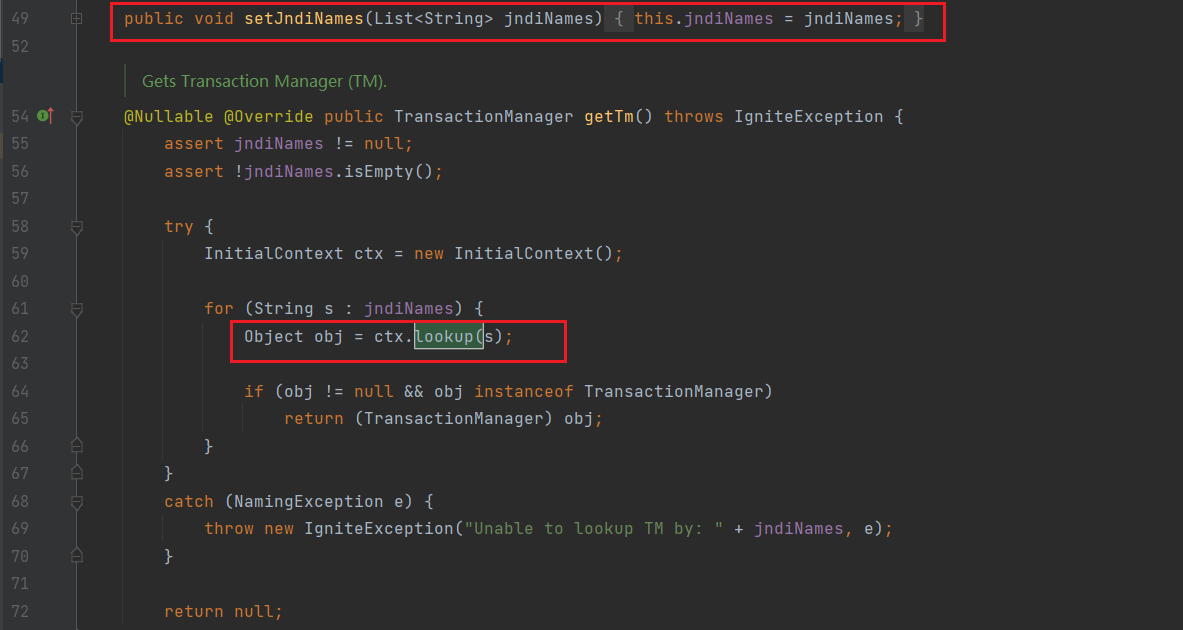 49 public void setJndiNames(List<String> jndiNames) { this.jndiNames = jndiNames; }
52
Gets Transaction Manager (TM).
54 @Nullable @Override public TransactionManager getTm() throws IgniteException {
55 assert jndiNames != null;
56 assert !jndiNames.isEmpty();
57
58 try {
59 InitialContext ctx = new InitialContext();
60
61 for (String s : jndiNames) {
62 Object obj = ctx.lookup(s);
63
64 if (obj != null && obj instanceof TransactionManager)
65 return (TransactionManager) obj;
66 }
67 }
68 catch (NamingException e) {
69 throw new IgniteException("Unable to lookup TM by: " + jndiNames, e);
70 }
71
72 return null;